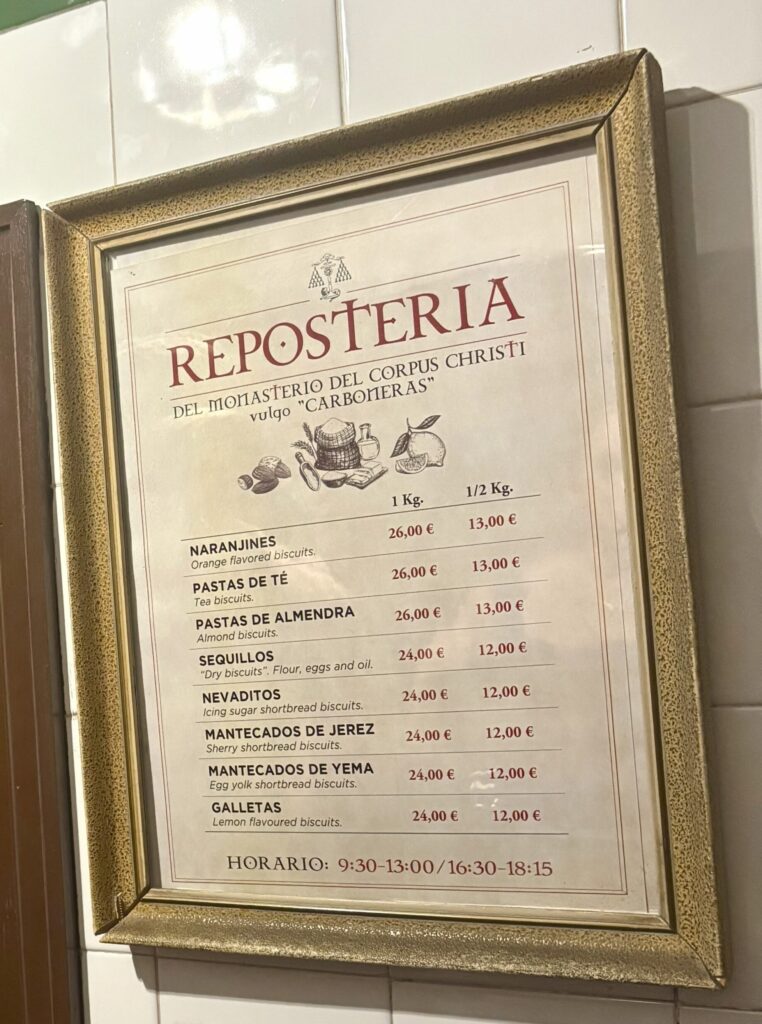 REPOSTERIA
DEL MONASTERIO DEL CORPUS CHRISTI
vulgo "CARBONERAS"
1 Kg. 1/2 Kg.
NARANJINES 26,00 € 13,00 €
Orange flavored biscuits.
PASTAS DE TÉ 26,00 € 13,00 €
Tea biscuits.
PASTAS DE ALMENDRA 26,00 € 13,00 €
Almond biscuits.
SEQUILLOS 24,00 € 12,00 €
“Dry biscuits”. Flour, eggs and oil.
NEVADITOS 24,00 € 12,00 €
Icing sugar shortbread biscuits.
MANTECADOS DE JEREZ 24,00 € 12,00 €
Sherry shortbread biscuits.
MANTECADOS DE YEMA 24,00 € 12,00 €
Egg yolk shortbread biscuits.
GALLETAS 24,00 € 12,00 €
Lemon flavoured biscuits.
HORARIO: 9:30-13:00/16:30-18:15